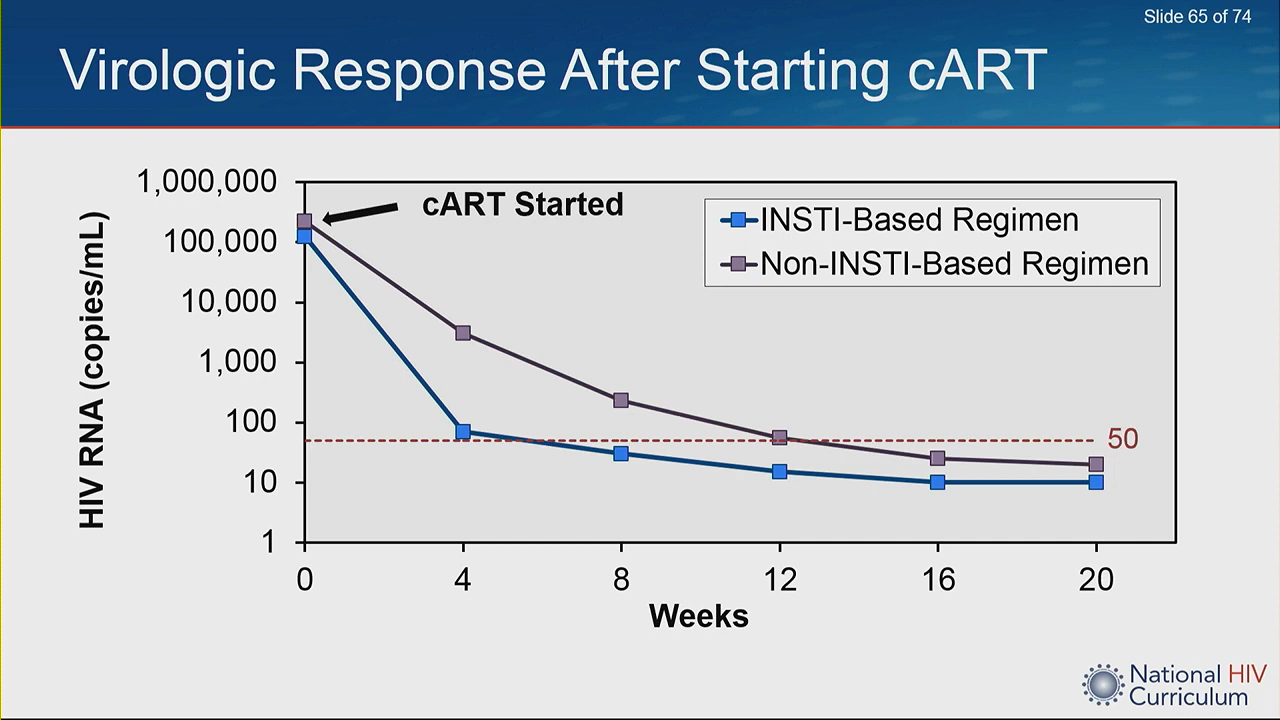 Slide 65 of 74
Virologic Response After Starting cART
HIV RNA (copies/mL)
1,000,000
100,000
10,000
1,000
100
10
1
cART Started
INSTI-Based Regimen
Non-INSTI-Based Regimen
50
0 4 8 12 16 20
Weeks
National HIV
Curriculum